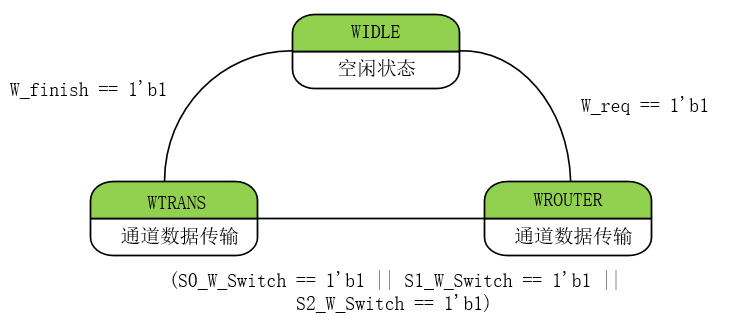 WIDLE
空闲状态
W_finish == 1'b1
W_req == 1'b1
WTRANS
通道数据传输
WROUTER
通道数据传输
(S0_W_Switch == 1'b1 || S1_W_Switch == 1'b1 ||
S2_W_Switch == 1'b1)